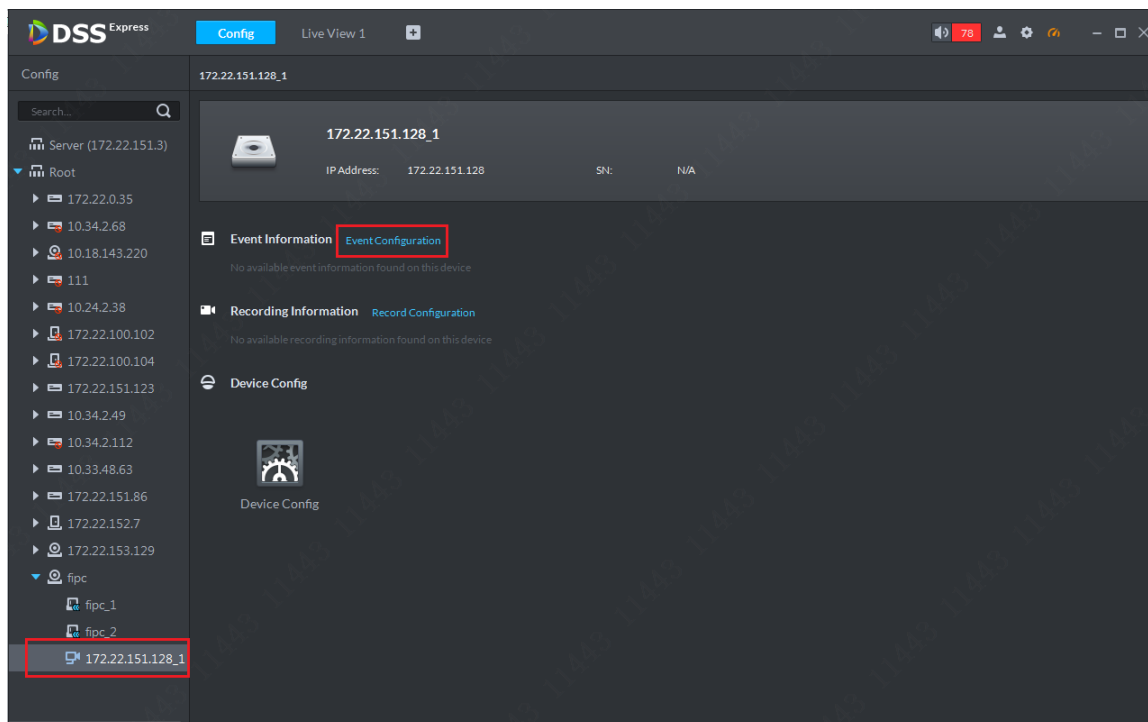 DSS Express Config Live View 1 78
Config 172.22.151.128_1
Search...
172.22.151.128_1
Server (172.22.151.3)
IP Address: 172.22.151.128 SN: N/A
Root
172.22.0.35
10.34.2.68
Event Information Event Configuration
10.18.143.220
No available event information found on this device
111
10.24.2.38
Recording Information Record Configuration
172.22.100.102
No available recording information found on this device
172.22.100.104
172.22.151.123
Device Config
10.34.2.49
10.34.2.112
10.33.48.63
172.22.151.86
Device Config
172.22.152.7
172.22.153.129
fipc
fipc_1
fipc_2
172.22.151.128_1